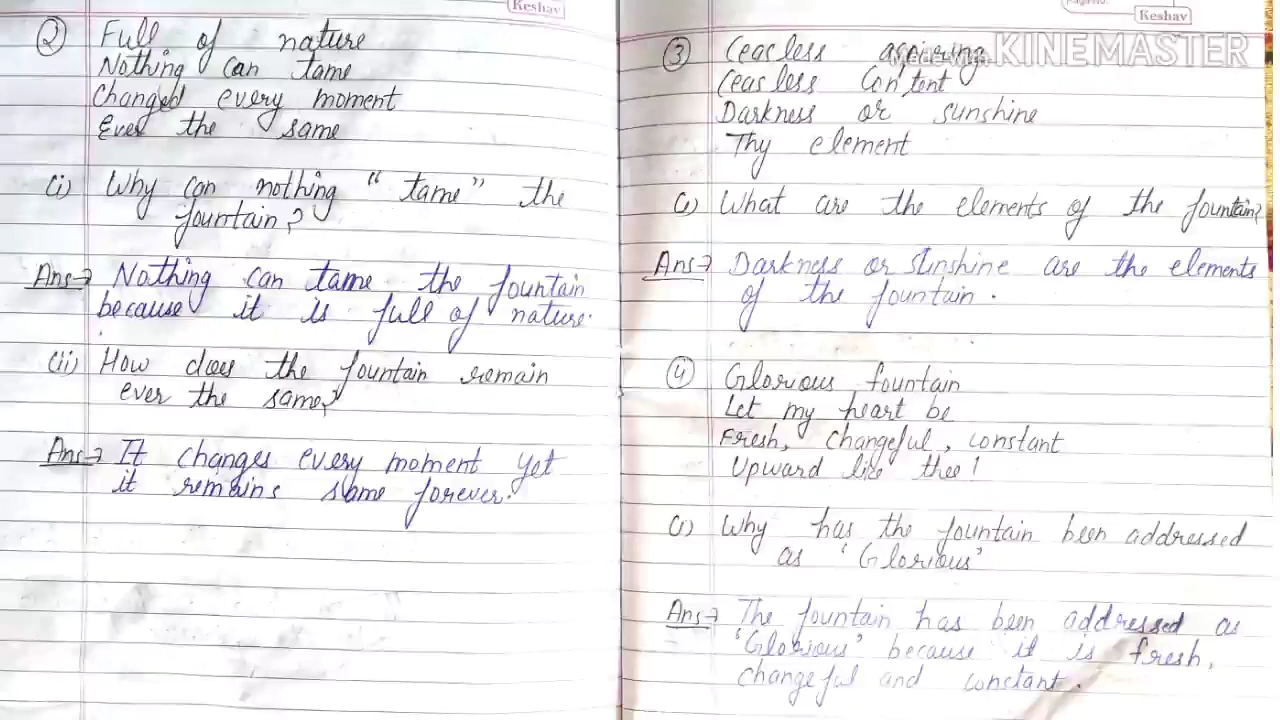 Keshav
② Full of nature
Nothing can tame
Changed every moment
Ever the same
(i) Why can nothing "tame" the
fountain?
Ans→ Nothing can tame the fountain
because it is full of nature.
(ii) How does the fountain remain
ever the same?
Ans→ It changes every moment yet
it remains same forever.
Keshav
KINEMASTER
③ Ceasless aspiring
Ceasless Content
Darkness or sunshine
Thy element
(i) What are the elements of the fountain?
Ans→ Darkness or sunshine are the elements
of the fountain.
④ Glorious fountain
Let my heart be
Fresh, changeful, constant
Upward like thee!
(i) Why has the fountain been addressed
as 'Glorious'
Ans→ The fountain has been addressed as
'Glorious' because it is fresh,
changeful and constant.